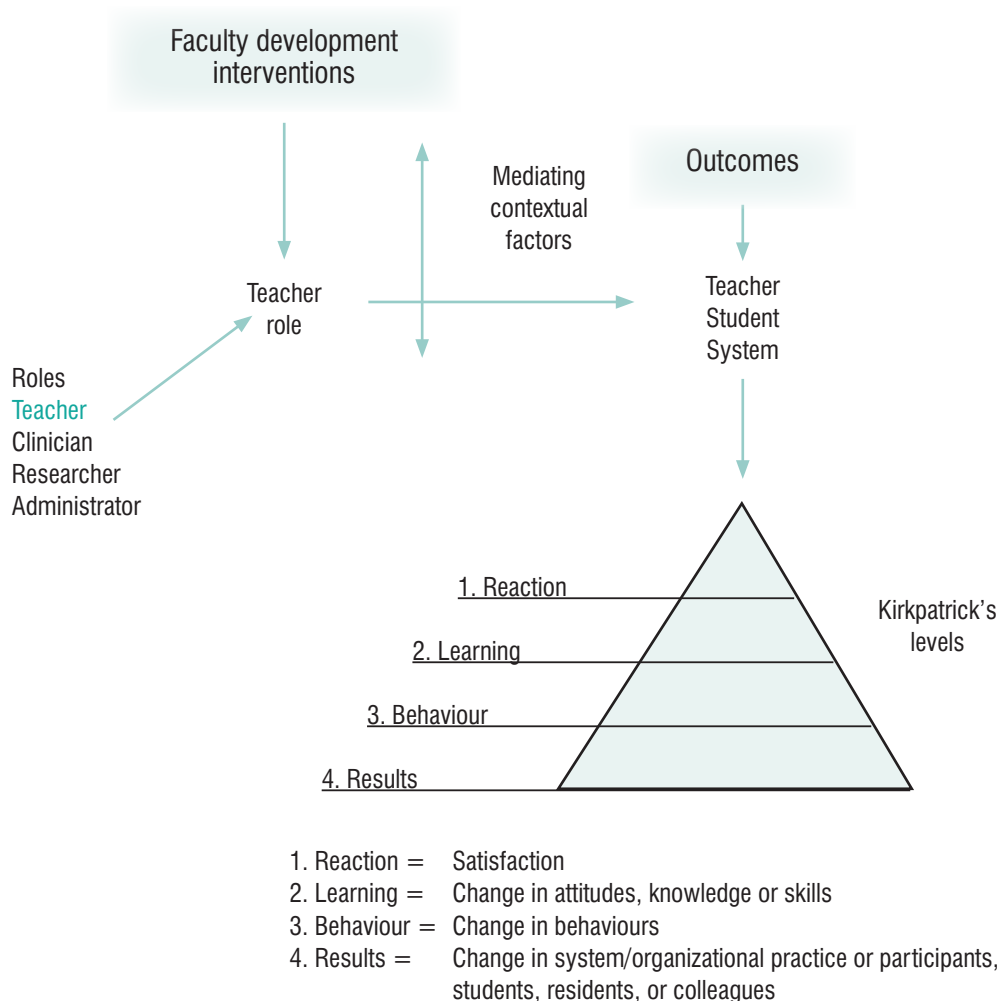 Faculty development
interventions
Outcomes
Mediating
contextual
factors
Teacher
role
Teacher
Student
System
Roles
Teacher
Clinician
Researcher
Administrator
1. Reaction
2. Learning
3. Behaviour
4. Results
Kirkpatrick’s
levels
1. Reaction = Satisfaction
2. Learning = Change in attitudes, knowledge or skills
3. Behaviour = Change in behaviours
4. Results = Change in system/organizational practice or participants,
students, residents, or colleagues